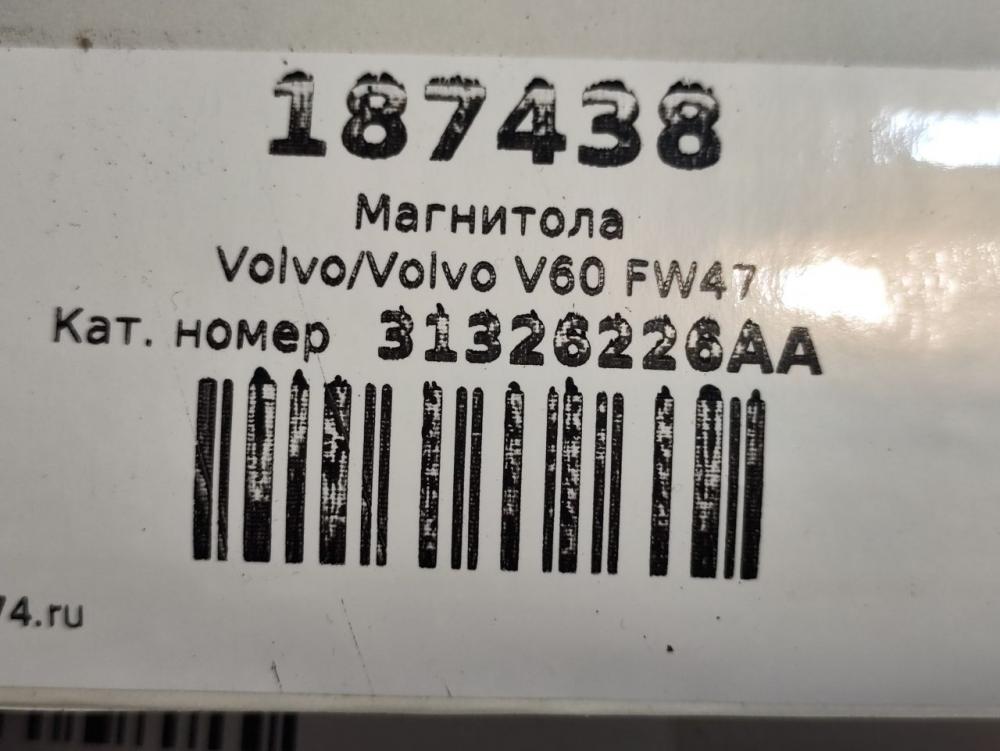 187438
Магнитола
Volvo/Volvo V60 FW47
Кат. номер 31326226AA
74.ru